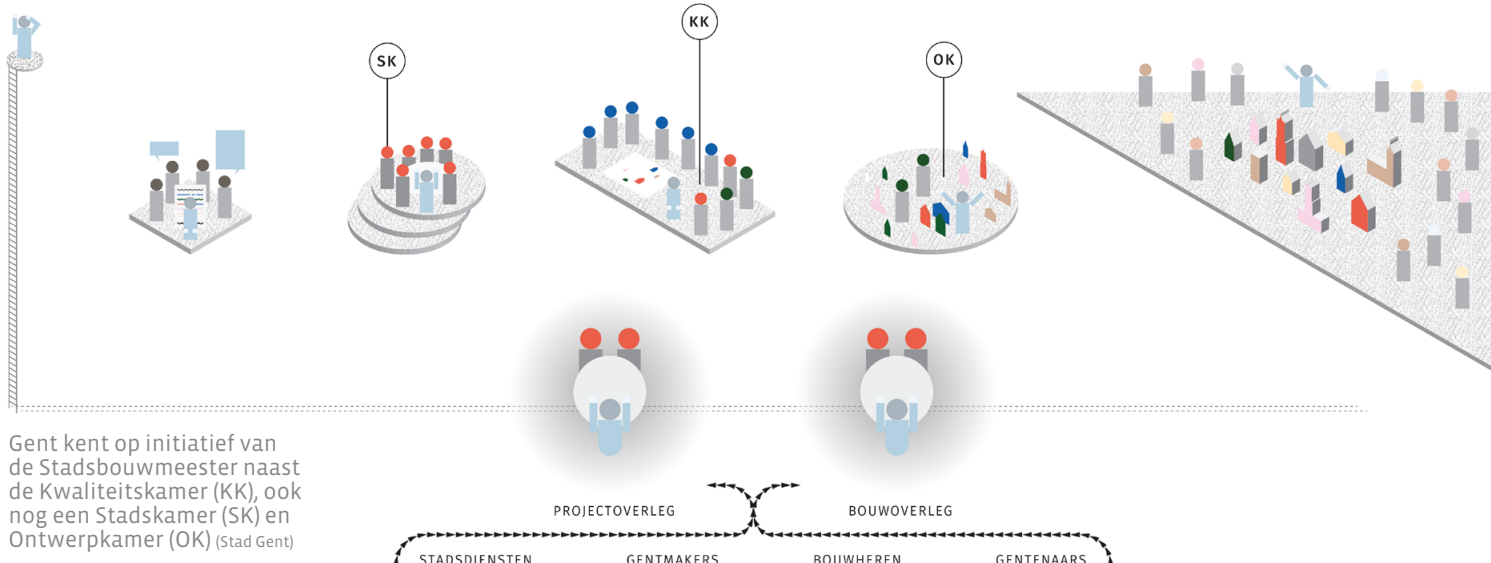 KK
SK
OK
Gent kent op initiatief van
de Stadsbouwmeester naast
de Kwaliteitskamer (KK), ook
nog een Stadskamer (SK) en
Ontwerpkamer (OK) (Stad Gent)
PROJECTOVERLEG
BOUWOVERLEG
STADSDIENSTEN
GENTMAKERS
BOUWHEREN
GENTENAARS